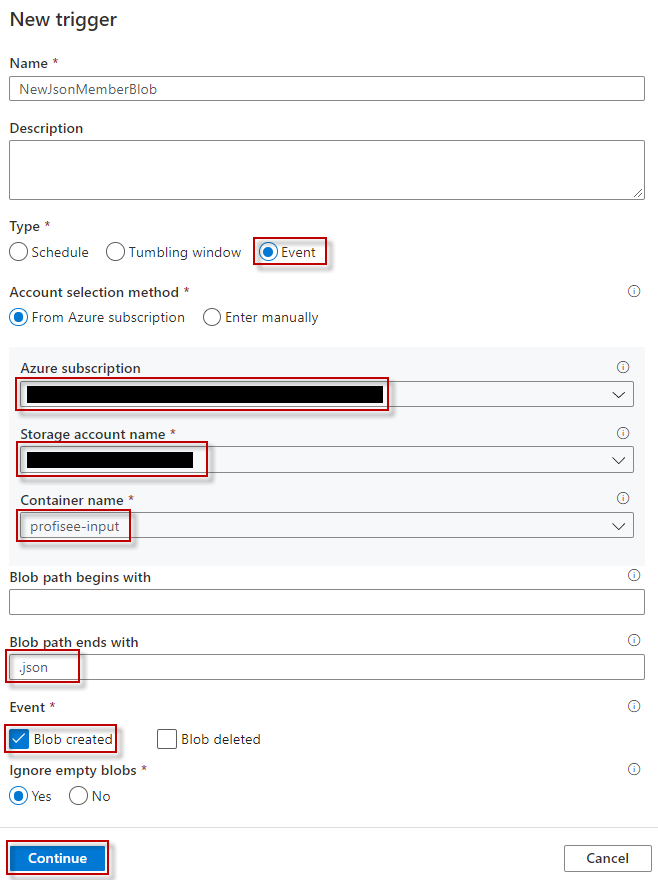 New trigger
Name *
NewJsonMemberBlob
Description
Type *
Schedule Tumbling window Event
Account selection method *
From Azure subscription Enter manually
Azure subscription
Storage account name *
Container name *
profisee-input
Blob path begins with
Blob path ends with
.json
Event *
Blob created Blob deleted
Ignore empty blobs *
Yes No
Continue Cancel